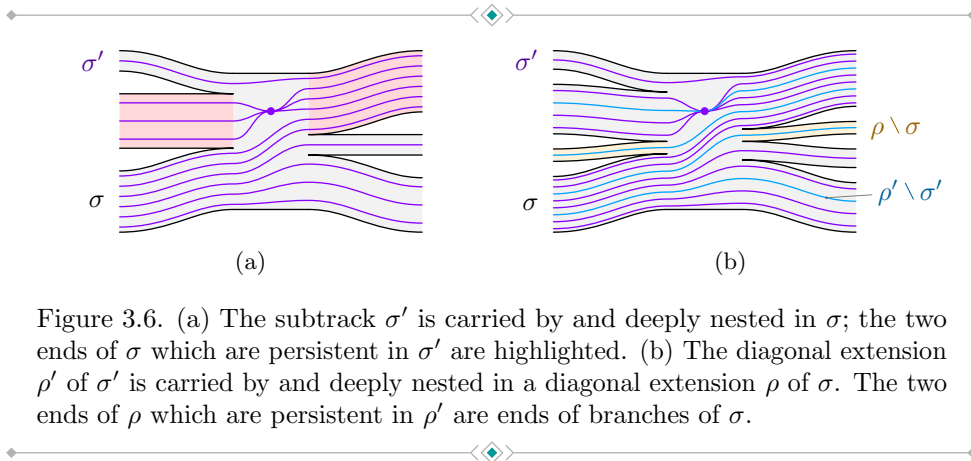 σ′
σ
(a)
σ′
σ
ρ \ σ
ρ′ \ σ′
(b)
Figure 3.6. (a) The subtrack σ′ is carried by and deeply nested in σ; the two
ends of σ which are persistent in σ′ are highlighted. (b) The diagonal extension
ρ′ of σ′ is carried by and deeply nested in a diagonal extension ρ of σ. The two
ends of ρ which are persistent in ρ′ are ends of branches of σ.